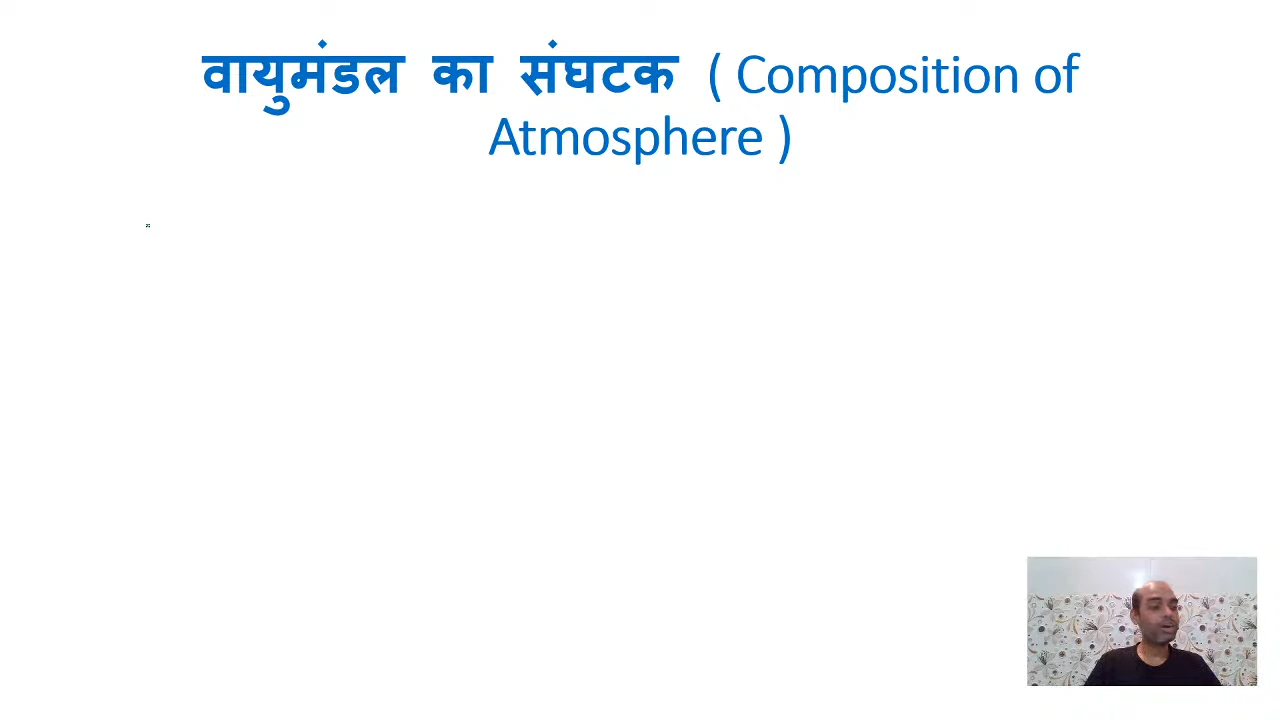 वायुमंडल का संघटक ( Composition of
Atmosphere )